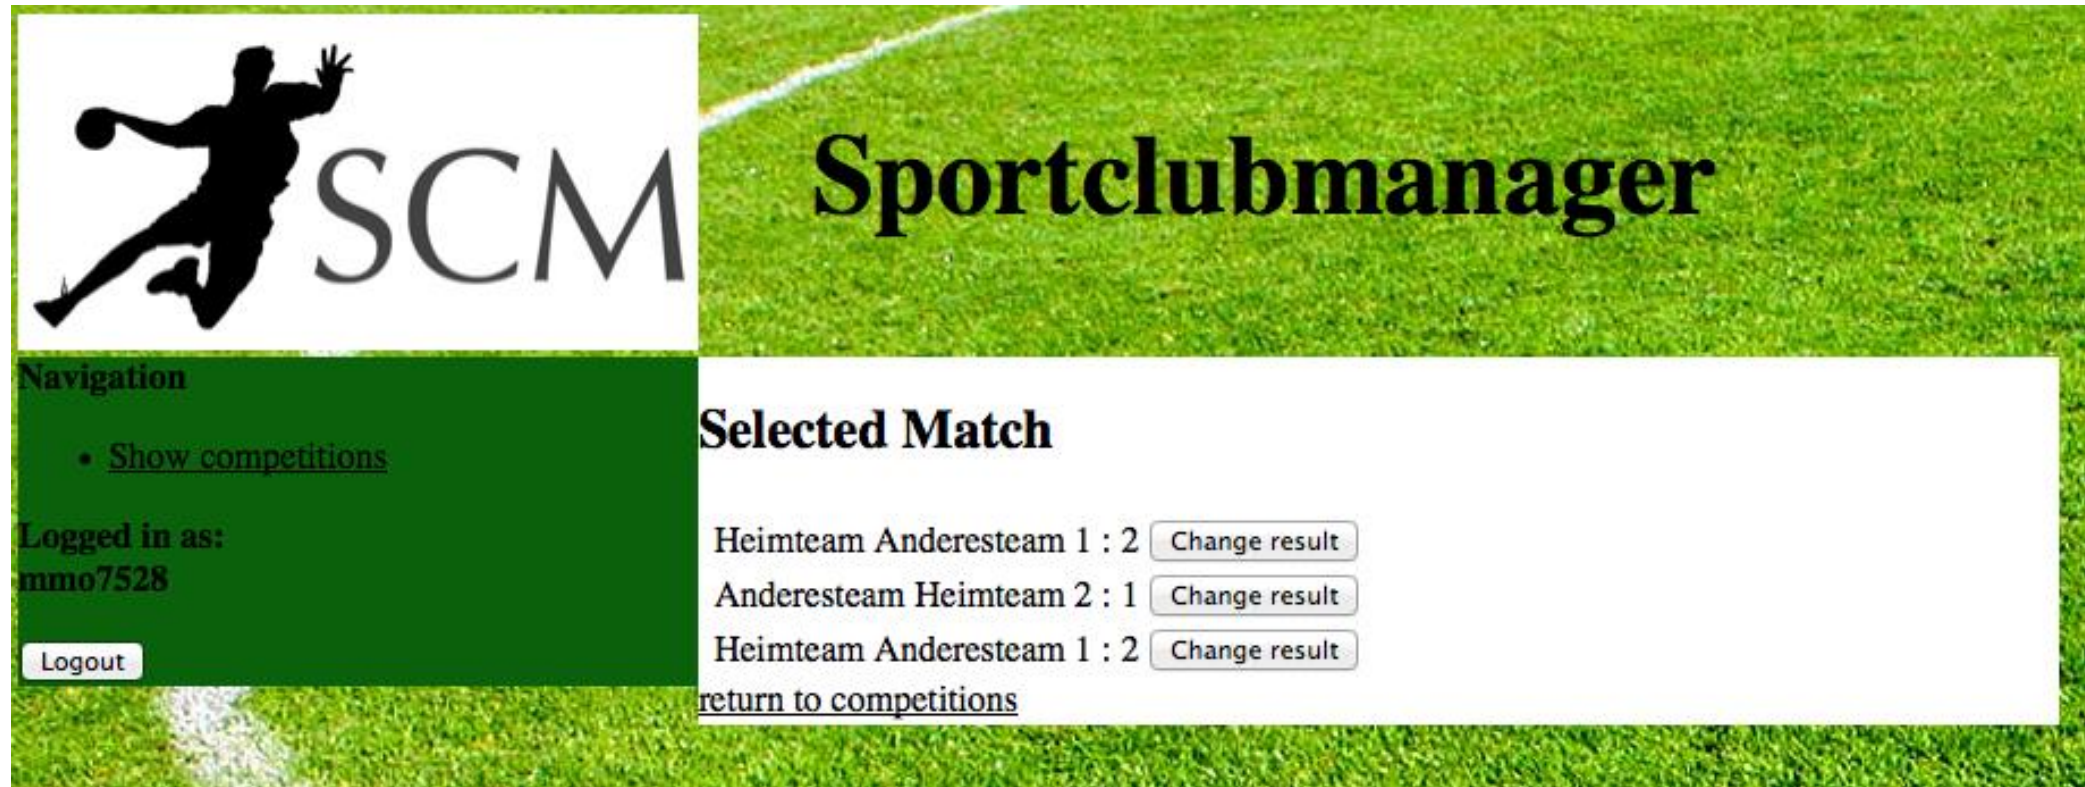 SCM
Sportclubmanager
Navigation
• Show competitions
Logged in as:
mmo7528
Logout
Selected Match
Heimteam Anderesteam 1 : 2 Change result
Anderesteam Heimteam 2 : 1 Change result
Heimteam Anderesteam 1 : 2 Change result
return to competitions